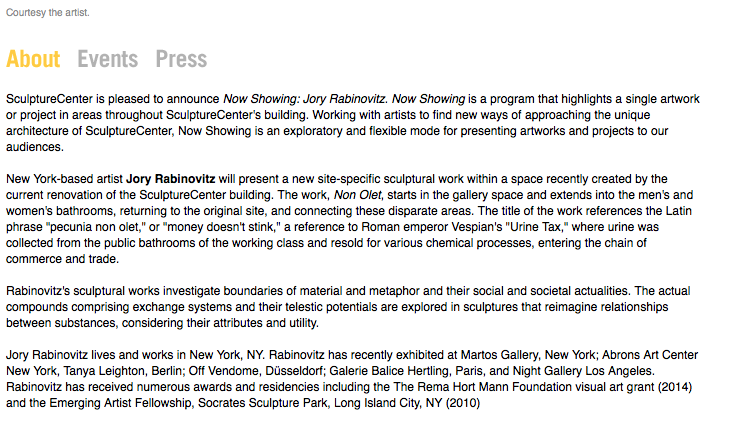 Courtesy the artist.
About Events Press
SculptureCenter is pleased to announce Now Showing: Jory Rabinovitz. Now Showing is a program that highlights a single artwork
or project in areas throughout SculptureCenter's building. Working with artists to find new ways of approaching the unique
architecture of SculptureCenter, Now Showing is an exploratory and flexible mode for presenting artworks and projects to our
audiences.
New York-based artist Jory Rabinovitz will present a new site-specific sculptural work within a space recently created by the
current renovation of the SculptureCenter building. The work, Non Olet, starts in the gallery space and extends into the men's and
women's bathrooms, returning to the original site, and connecting these disparate areas. The title of the work references the Latin
phrase "pecunia non olet," or "money doesn't stink," a reference to Roman emperor Vespian's "Urine Tax," where urine was
collected from the public bathrooms of the working class and resold for various chemical processes, entering the chain of
commerce and trade.
Rabinovitz's sculptural works investigate boundaries of material and metaphor and their social and societal actualities. The actual
compounds comprising exchange systems and their telestic potentials are explored in sculptures that reimagine relationships
between substances, considering their attributes and utility.
Jory Rabinovitz lives and works in New York, NY. Rabinovitz has recently exhibited at Martos Gallery, New York; Abrons Art Center
New York, Tanya Leighton, Berlin; Off Vendome, Düsseldorf; Galerie Balice Hertling, Paris, and Night Gallery Los Angeles.
Rabinovitz has received numerous awards and residencies including the The Rema Hort Mann Foundation visual art grant (2014)
and the Emerging Artist Fellowship, Socrates Sculpture Park, Long Island City, NY (2010)